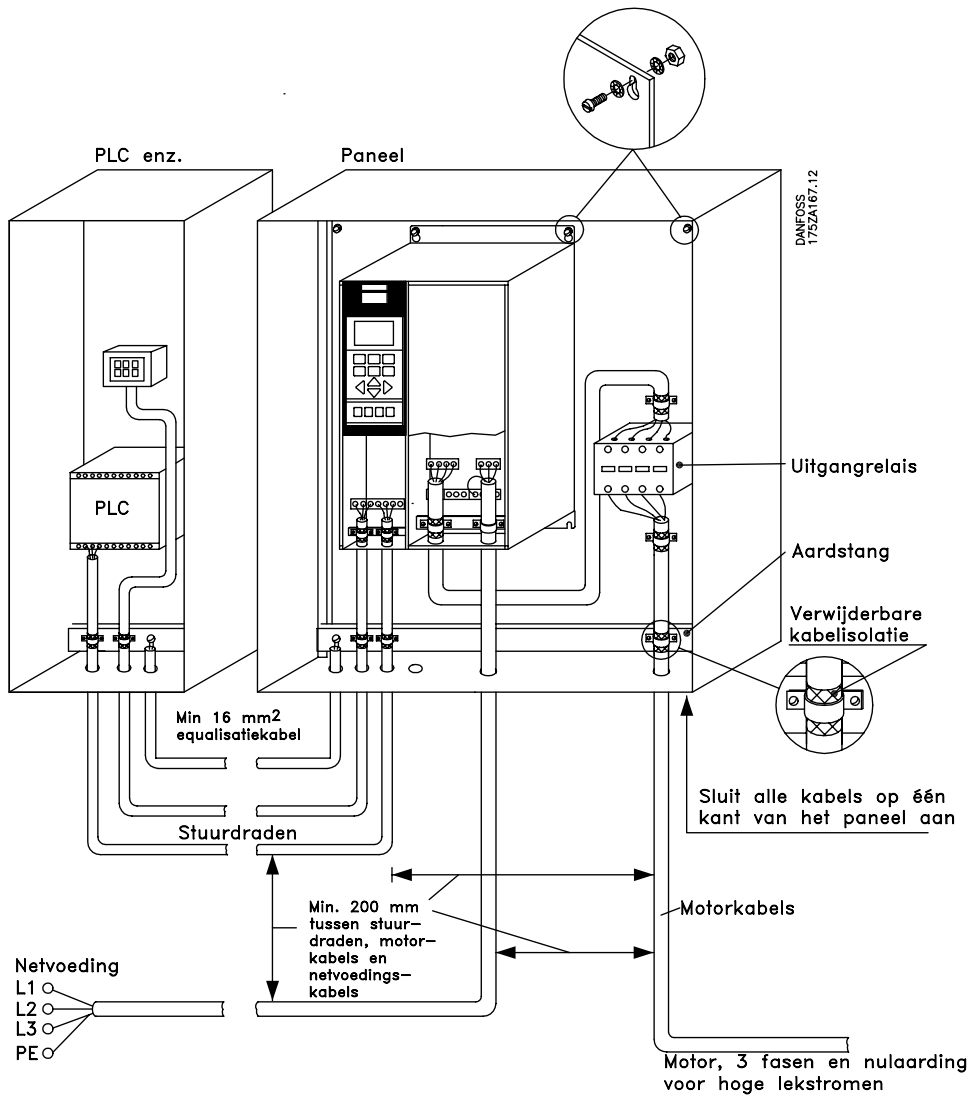 PLC enz.
Paneel
DANFOSS
175ZA167.12
PLC
Uitgangrelais
Aardstang
Verwijderbare
kabelisolatie
Min 16 mm2
equalisatiekabel
Sluit alle kabels op één
kant van het paneel aan
Stuurdraden
Min. 200 mm
tussen stuur-
draden, motor-
kabels en
netvoedings-
kabels
Motorkabels
Netvoeding
L1
L2
L3
PE
Motor, 3 fasen en nulaarding
voor hoge lekstromen